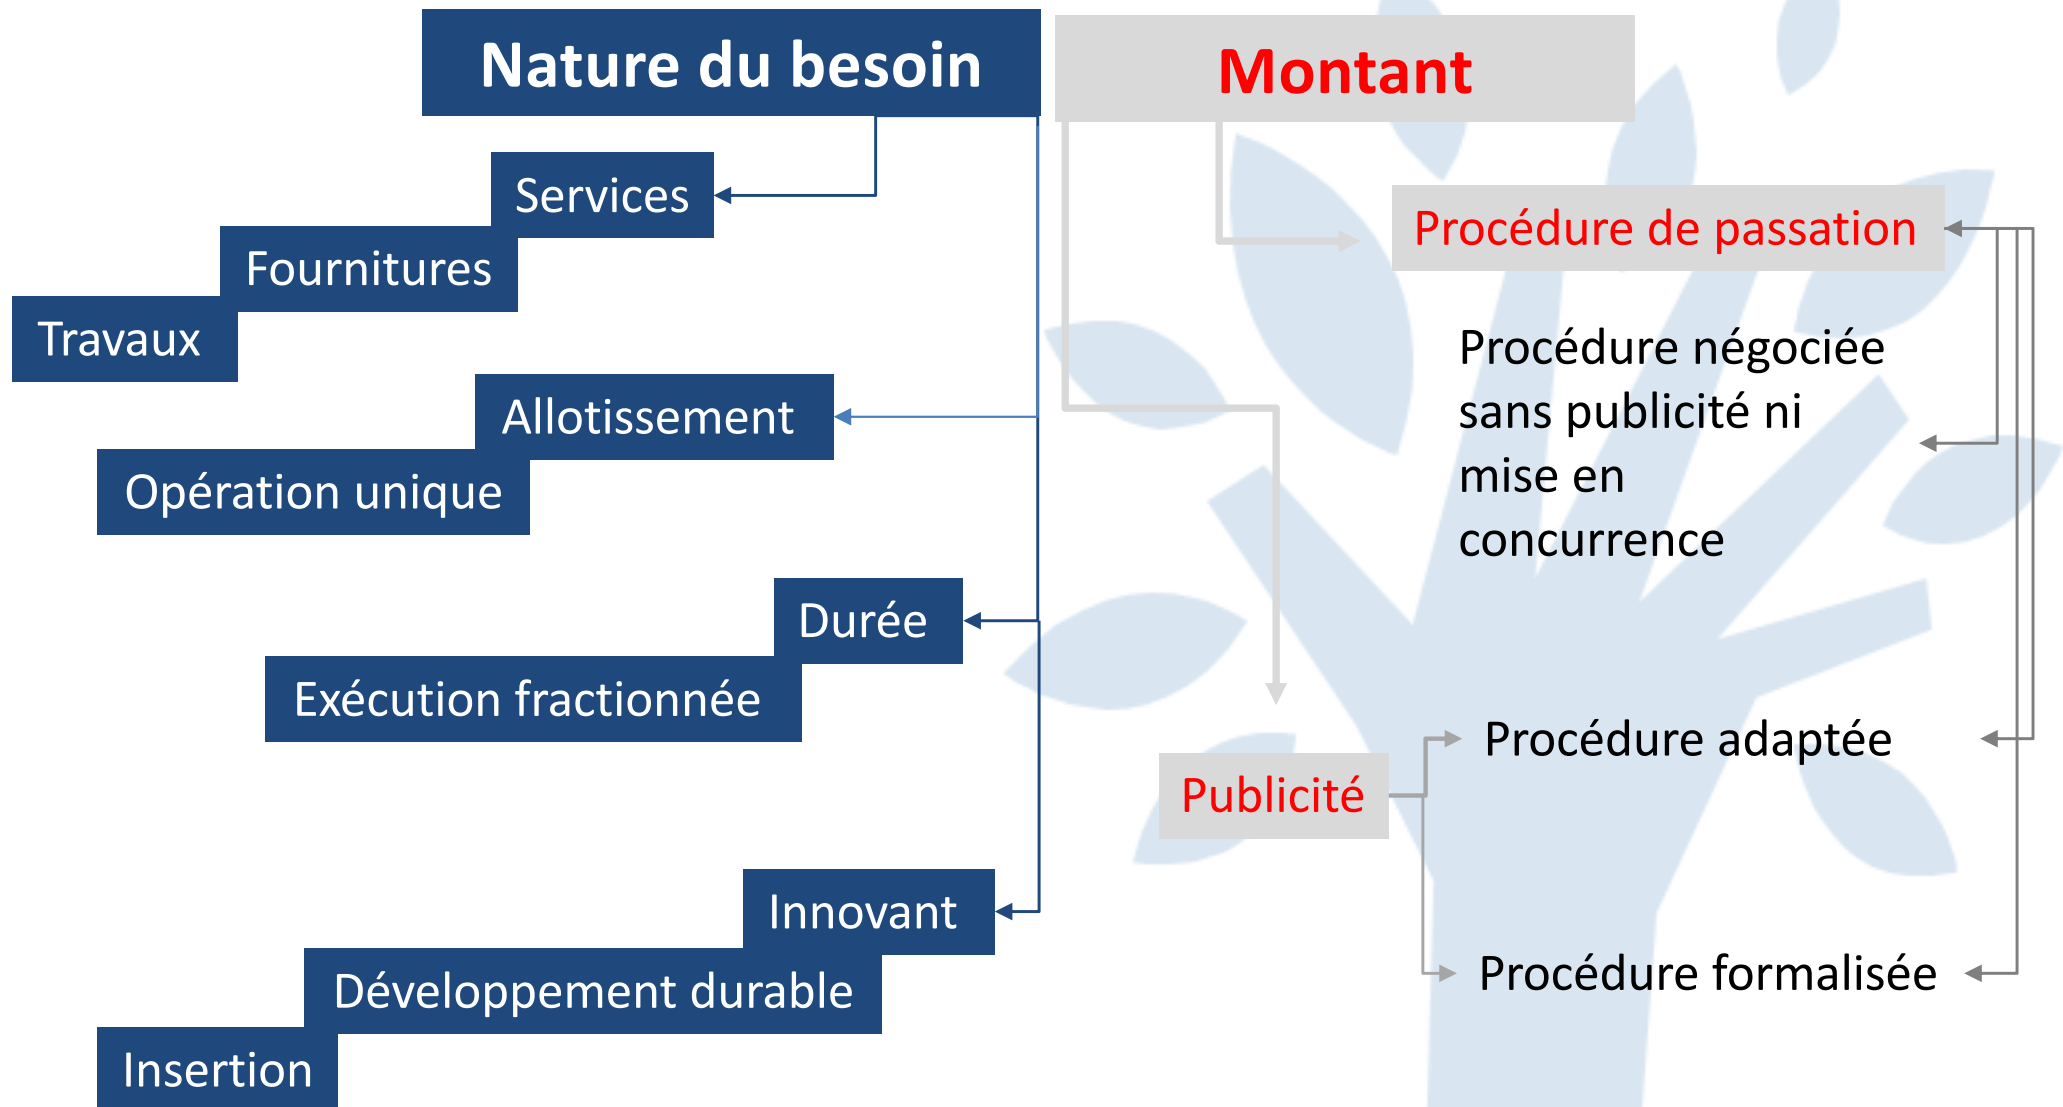 Nature du besoin
Services
Fournitures
Travaux
Allotissement
Opération unique
Durée
Exécution fractionnée
Innovant
Développement durable
Insertion
Montant
Procédure de passation
Procédure négociée
sans publicité ni
mise en
concurrence
Publicité
Procédure adaptée
Procédure formalisée